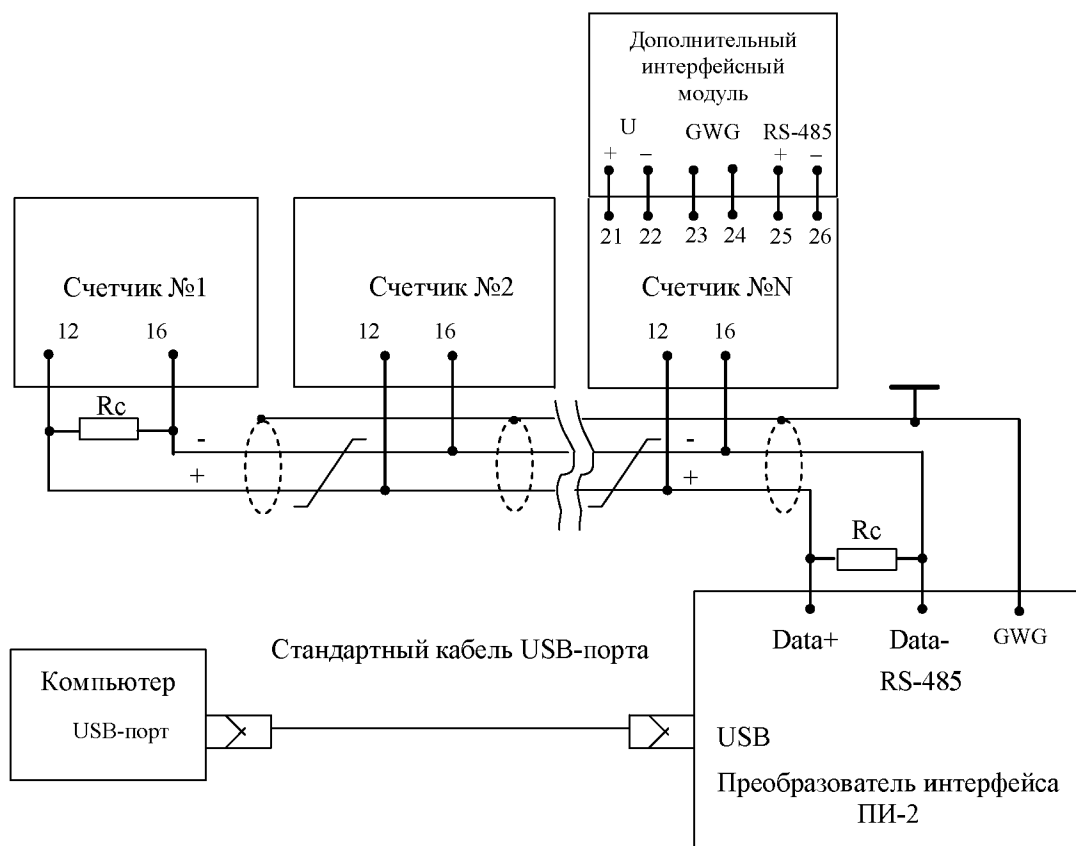 Дополнительный
интерфейсный
модуль
U GWG RS-485
+ – + –
21 22 23 24 25 26
Счетчик №1
Счетчик №2
Счетчик №N
12 16
12 16
12 16
Rc
-
+
-
+
Rc
Data+ Data- GWG
RS-485
Стандартный кабель USB-порта
Компьютер
USB-порт
USB
Преобразователь интерфейса
ПИ-2